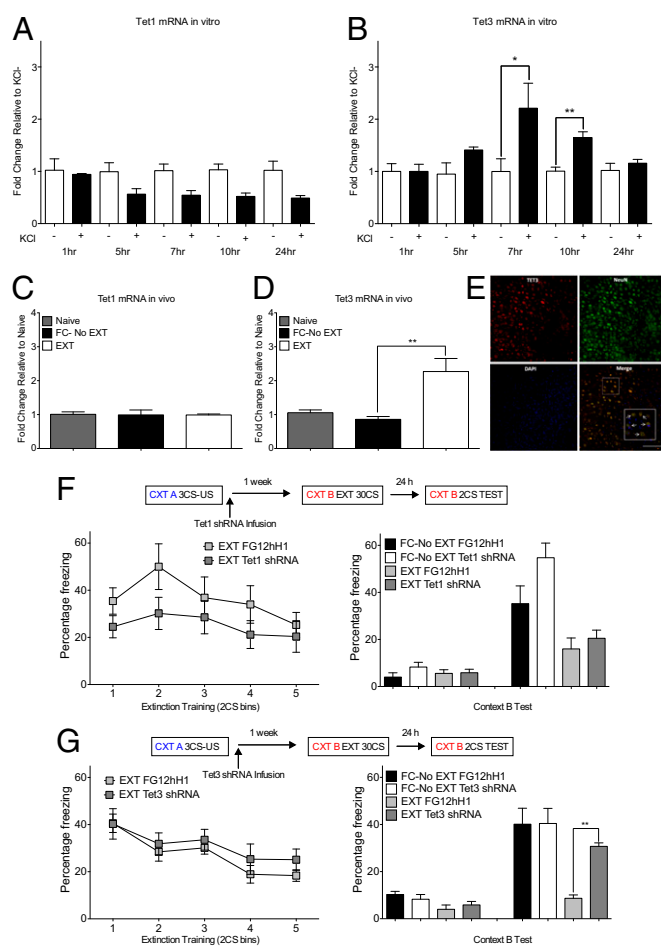 A
Tet1 mRNA in vitro
Fold Change Relative to KCl-
3
2
1
0
KCl
- + - + - + - + - +
1hr 5hr 7hr 10hr 24hr
B
Tet3 mRNA in vitro
Fold Change Relative to KCl-
3
2
1
0
*
**
KCl
- + - + - + - + - +
1hr 5hr 7hr 10hr 24hr
C
Tet1 mRNA in vivo
Fold Change Relative to Naive
4
3
2
1
0
Naive
FC- No EXT
EXT
D
Tet3 mRNA in vivo
Fold Change Relative to Naive
4
3
2
1
0
Naive
FC- No EXT
EXT
**
E
TET3
NeuN
DAPI
Merge
F
CXT A 3CS-US
1 week
CXT B EXT 30CS
24 h
CXT B 2CS TEST
Tet1 shRNA Infusion
Percentage freezing
60
40
20
0
EXT FG12hH1
EXT Tet1 shRNA
1 2 3 4 5
Extinction Training (2CS bins)
Percentage freezing
60
40
20
0
FC-No EXT FG12hH1
FC-No EXT Tet1 shRNA
EXT FG12hH1
EXT Tet1 shRNA
Context B Test
G
CXT A 3CS-US
1 week
CXT B EXT 30CS
24 h
CXT B 2CS TEST
Tet3 shRNA Infusion
Percentage freezing
60
40
20
0
EXT FG12hH1
EXT Tet3 shRNA
1 2 3 4 5
Extinction Training (2CS bins)
Percentage freezing
60
40
20
0
FC-No EXT FG12hH1
FC-No EXT Tet3 shRNA
EXT FG12hH1
EXT Tet3 shRNA
**
Context B Test